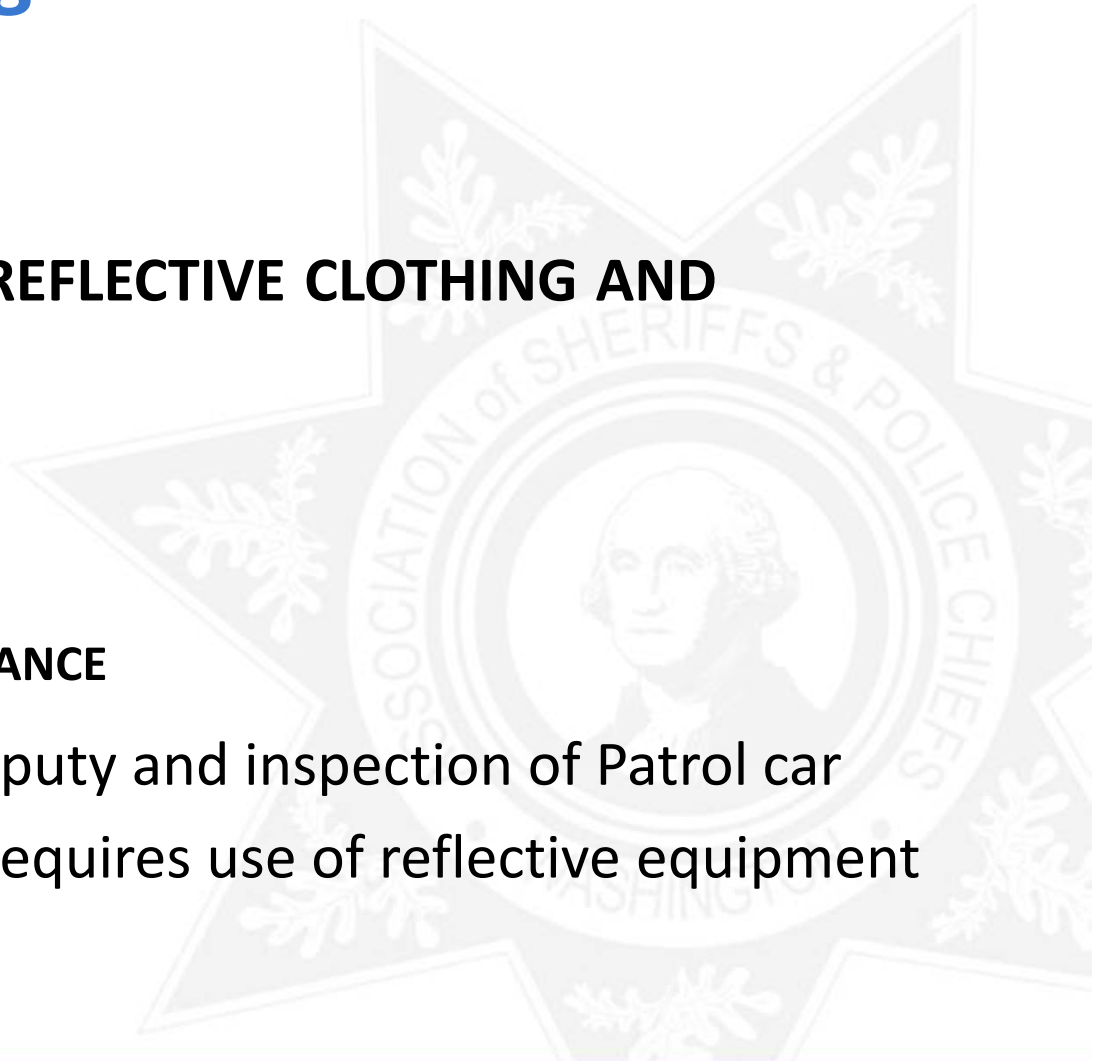 REFLECTIVE CLOTHING AND
ASSOCIATION of SHERIFFS & POLICE CHIEFS
ANCE
puty and inspection of Patrol car
equires use of reflective equipment
WASHINGTON